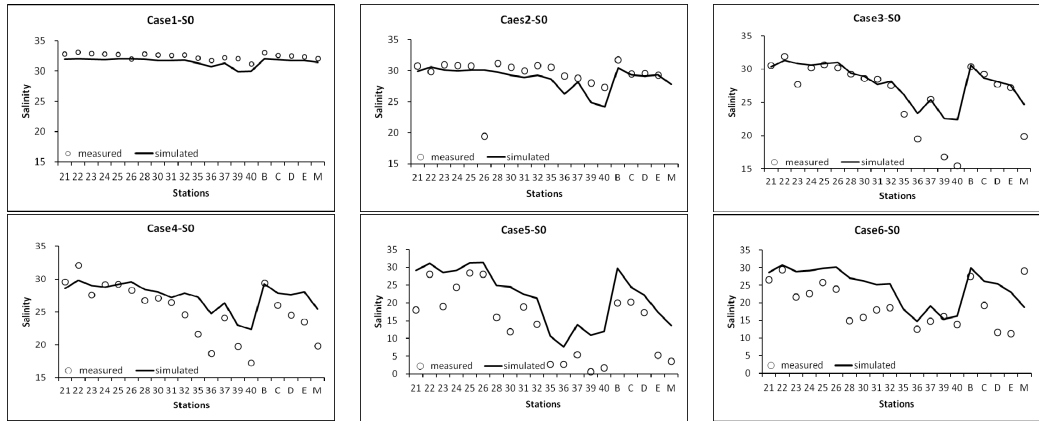 Case1-S0
35
30
25
20
15
Salinity
measured simulated
21 22 23 24 25 26 28 30 31 32 35 36 37 39 40 B C D E M
Stations
Caes2-S0
35
30
25
20
15
Salinity
measured simulated
21 22 23 24 25 26 28 30 31 32 35 36 37 39 40 B C D E M
Stations
Case3-S0
35
30
25
20
15
Salinity
measured simulated
21 22 23 24 25 26 28 30 31 32 35 36 37 39 40 B C D E M
Stations
Case4-S0
35
30
25
20
15
Salinity
measured simulated
21 22 23 24 25 26 28 30 31 32 35 36 37 39 40 B C D E M
Stations
Case5-S0
35
30
25
20
15
10
5
0
Salinity
measured simulated
21 22 23 24 25 26 28 30 31 32 35 36 37 39 40 B C D E M
Stations
Case6-S0
35
30
25
20
15
10
5
0
Salinity
measured simulated
21 22 23 24 25 26 28 30 31 32 35 36 37 39 40 B C D E M
Stations